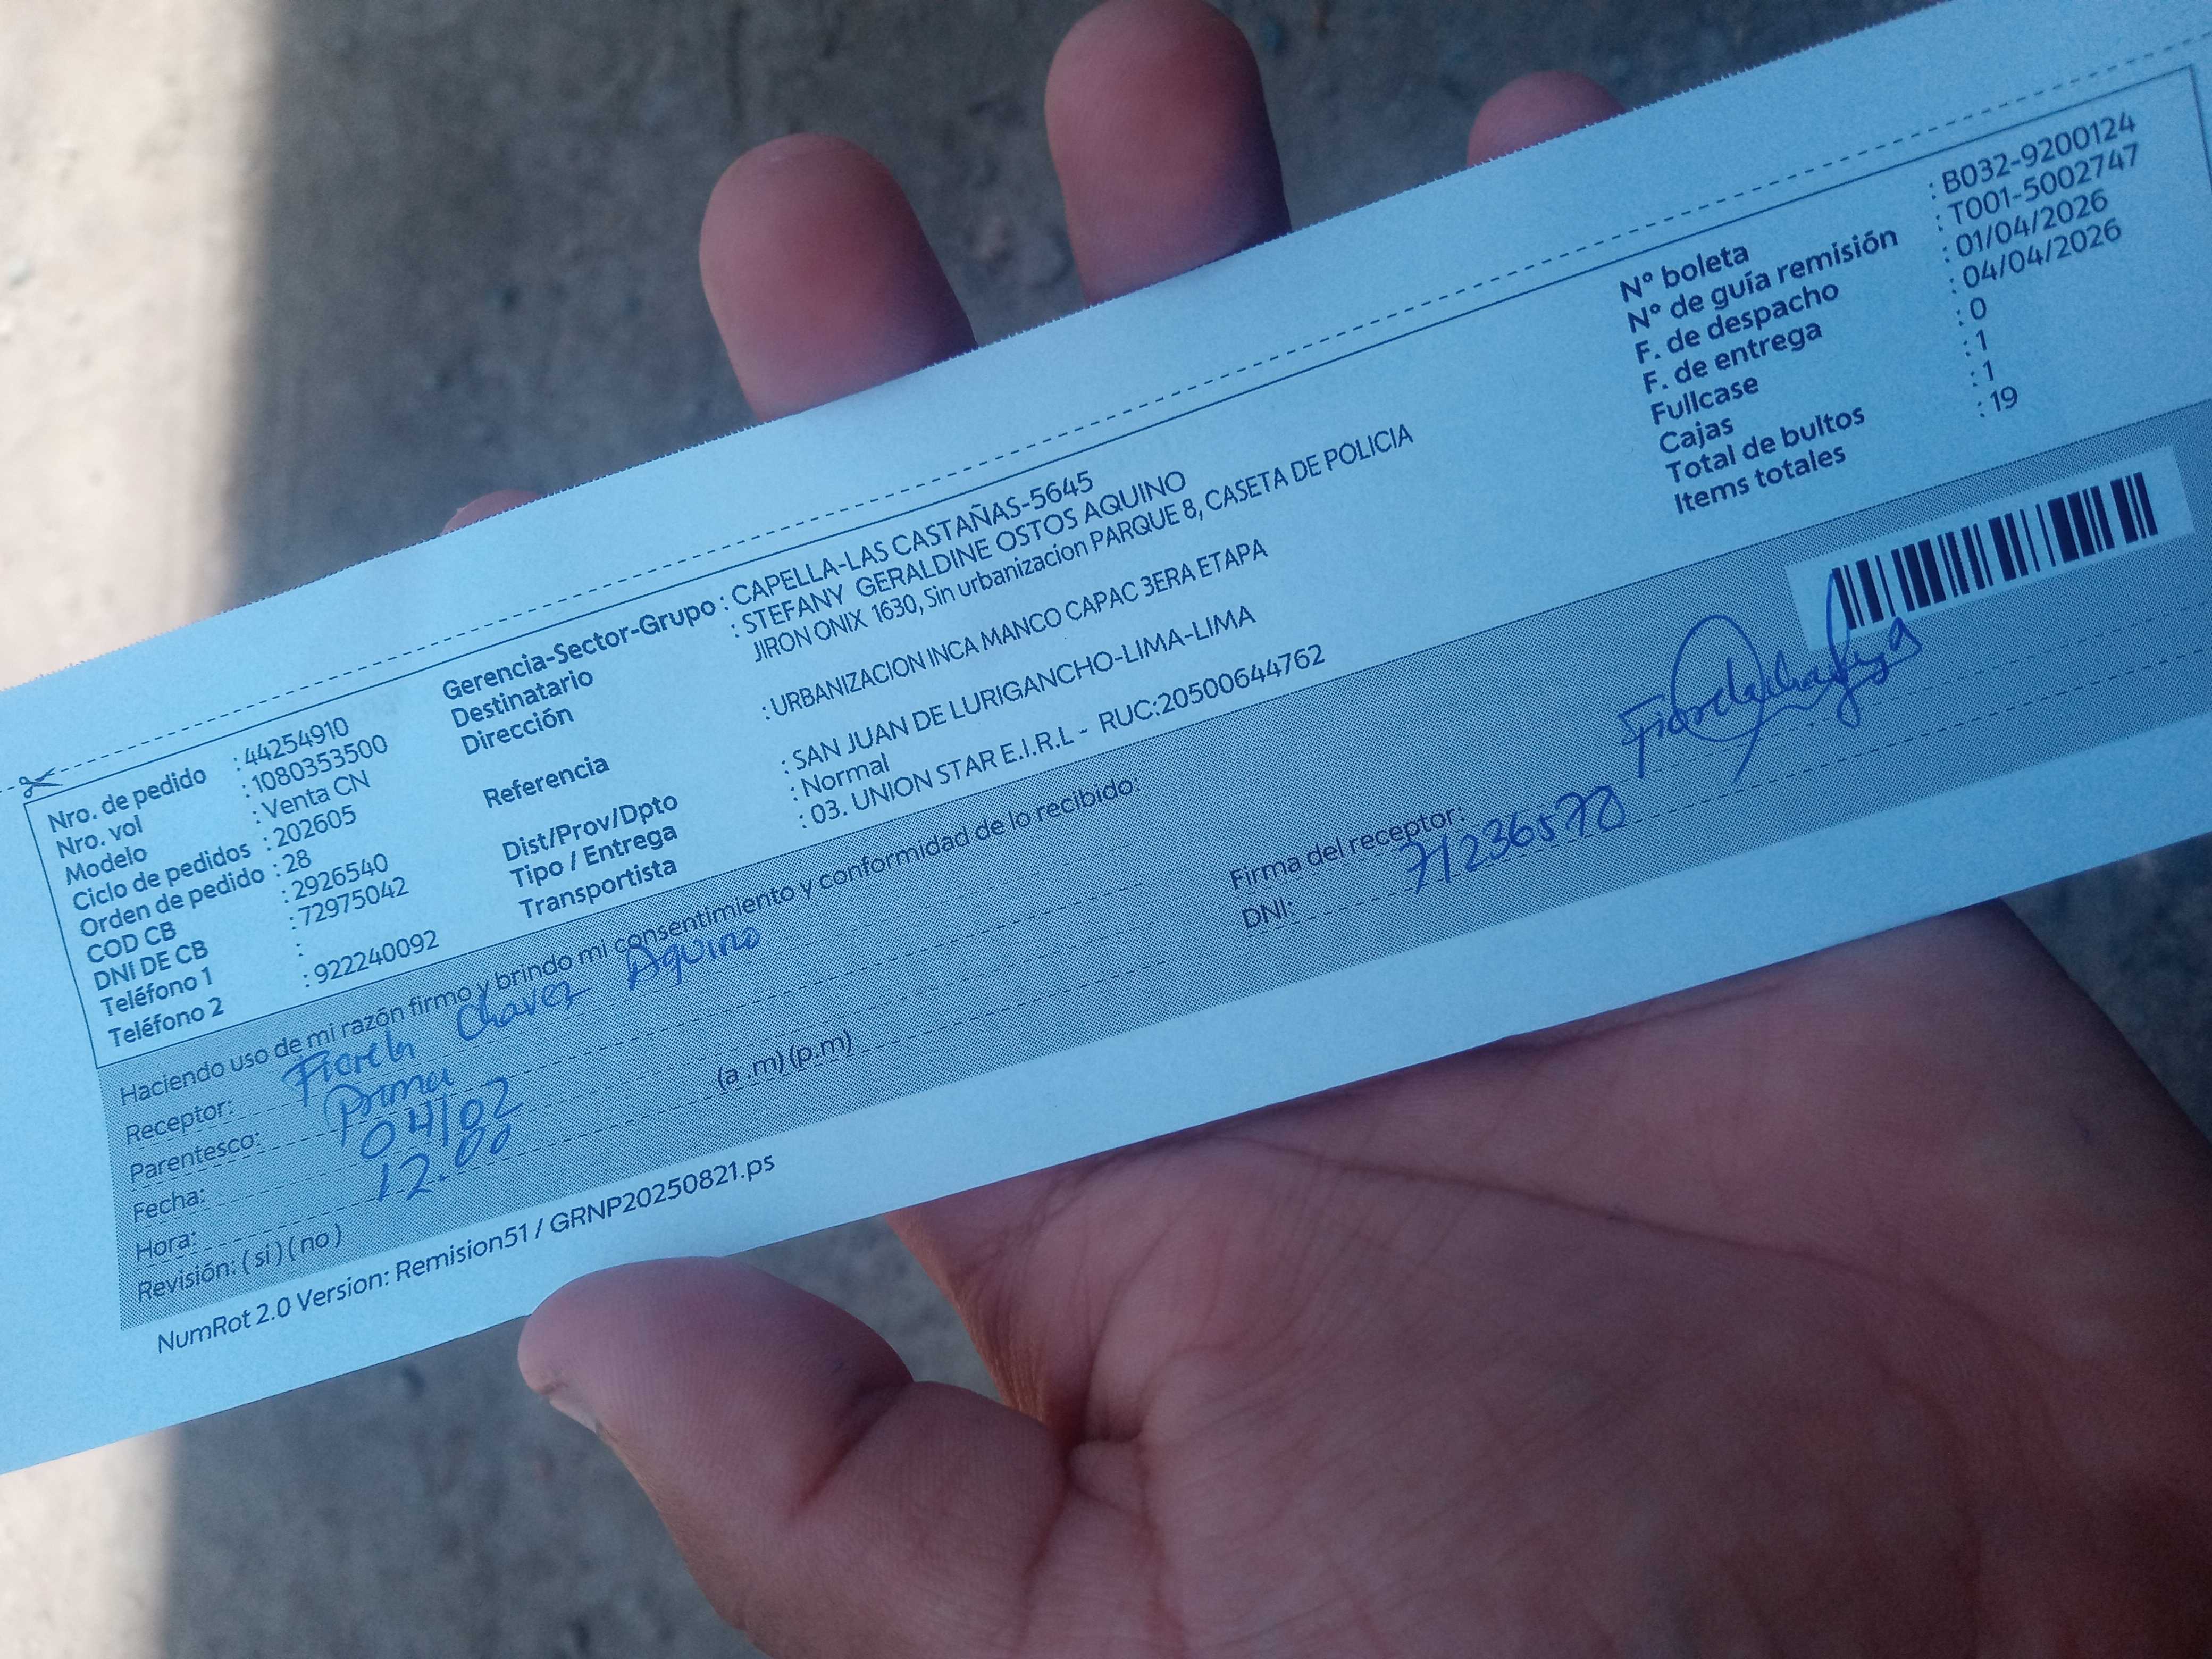 Nro. de pedido : 44254910
Nro. vol : 1080353500
Modelo : Venta CN
Ciclo de pedidos : 202605
Orden de pedido : 28
COD CB : 2926540
DNI DE CB : 72975042
Teléfono 1 :
Teléfono 2 : 922240092
Gerencia-Sector-Grupo : CAPELLA-LAS CASTAÑAS-5645
Destinatario : STEFANY GERALDINE OSTOS AQUINO
Dirección JIRON ONIX 1630, Sin urbanizacion PARQUE 8, CASETA DE POLICIA
Referencia : URBANIZACION INCA MANCO CAPAC 3ERA ETAPA
Dist/Prov/Dpto : SAN JUAN DE LURIGANCHO-LIMA-LIMA
Tipo / Entrega : Normal
Transportista : 03. UNION STAR E.I.R.L - RUC:20500644762
N° boleta : B032-9200124
N° de guía remisión : T001-5002747
F. de despacho : 01/04/2026
F. de entrega : 04/04/2026
Fullcase : 0
Cajas : 1
Total de bultos : 1
Items totales : 19
Haciendo uso de mi razón firmo y brindo mi consentimiento y conformidad de lo recibido:
Receptor: Fiorela Chavez Aquino
Parentesco: Prima
Fecha: 04/02
Hora: 12.00 (a .m) (p.m)
Revisión: ( si ) ( no )
Firma del receptor:
DNI: 71236570
NumRot 2.0 Version: Remision51 / GRNP20250821.ps